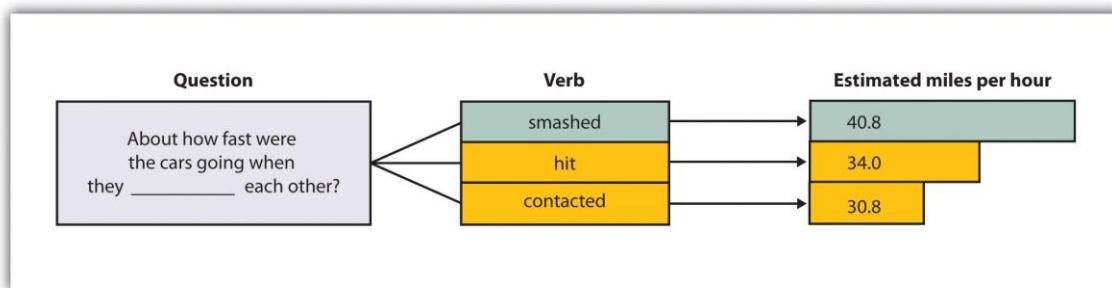 Question
About how fast were
the cars going when
they __________ each other?
Verb
smashed
hit
contacted
Estimated miles per hour
40.8
34.0
30.8